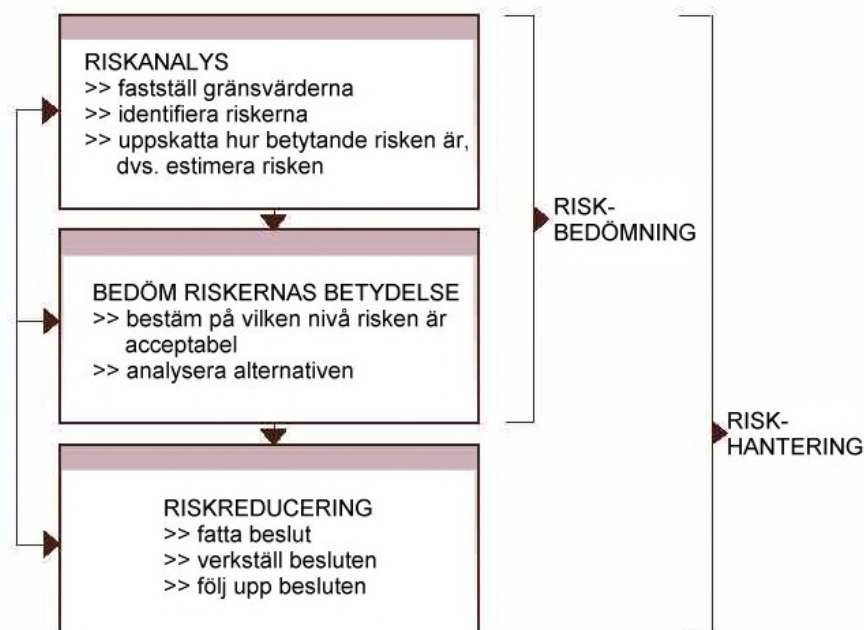 RISKANALYS
>> fastställ gränsvärderna
>> identifiera riskerna
>> uppskatta hur betytande risken är,
dvs. estimera risken
RISK-
BEDÖMNING
BEDÖM RISKERNAS BETYDELSE
>> bestäm på vilken nivå risken är
acceptabel
>> analysera alternativen
RISK-
HANTERING
RISKREDUCERING
>> fatta beslut
>> verkställ besluten
>> följ upp besluten